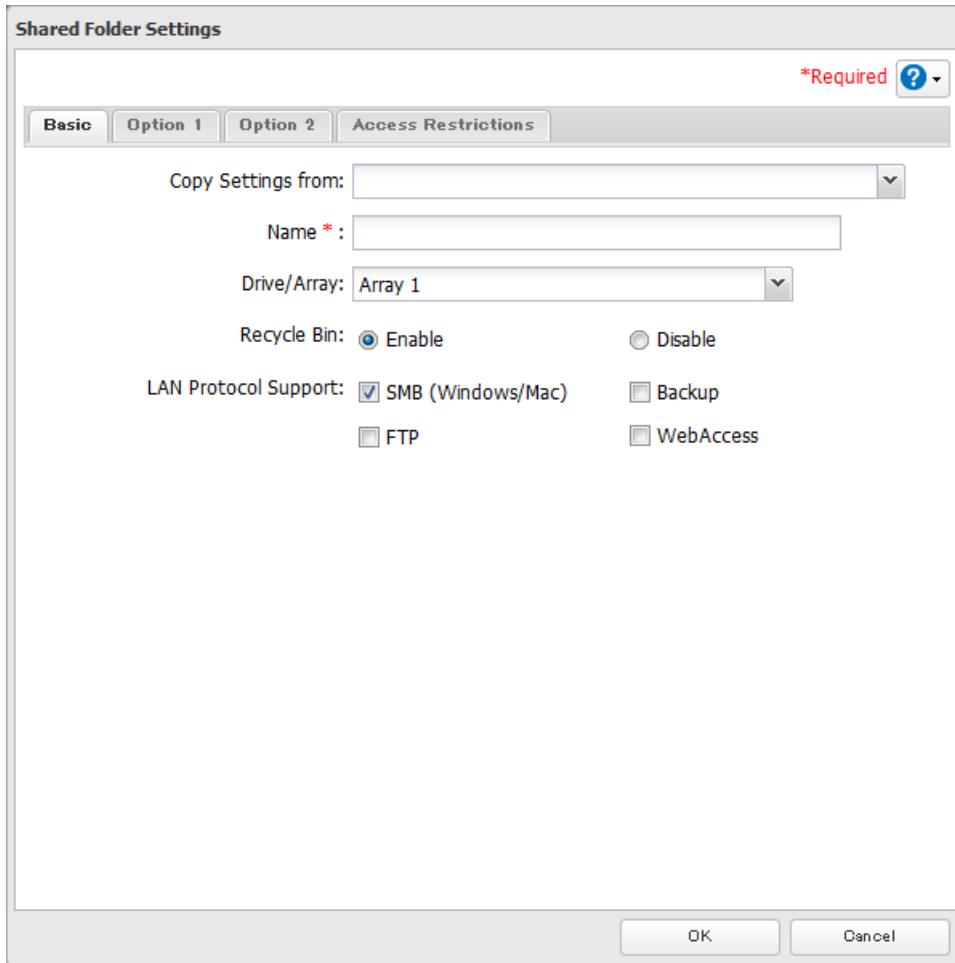 Shared Folder Settings
*Required ?
Basic Option 1 Option 2 Access Restrictions
Copy Settings from:
Name * :
Drive/Array: Array 1
Recycle Bin: Enable Disable
LAN Protocol Support: SMB (Windows/Mac) Backup
FTP WebAccess
OK Cancel